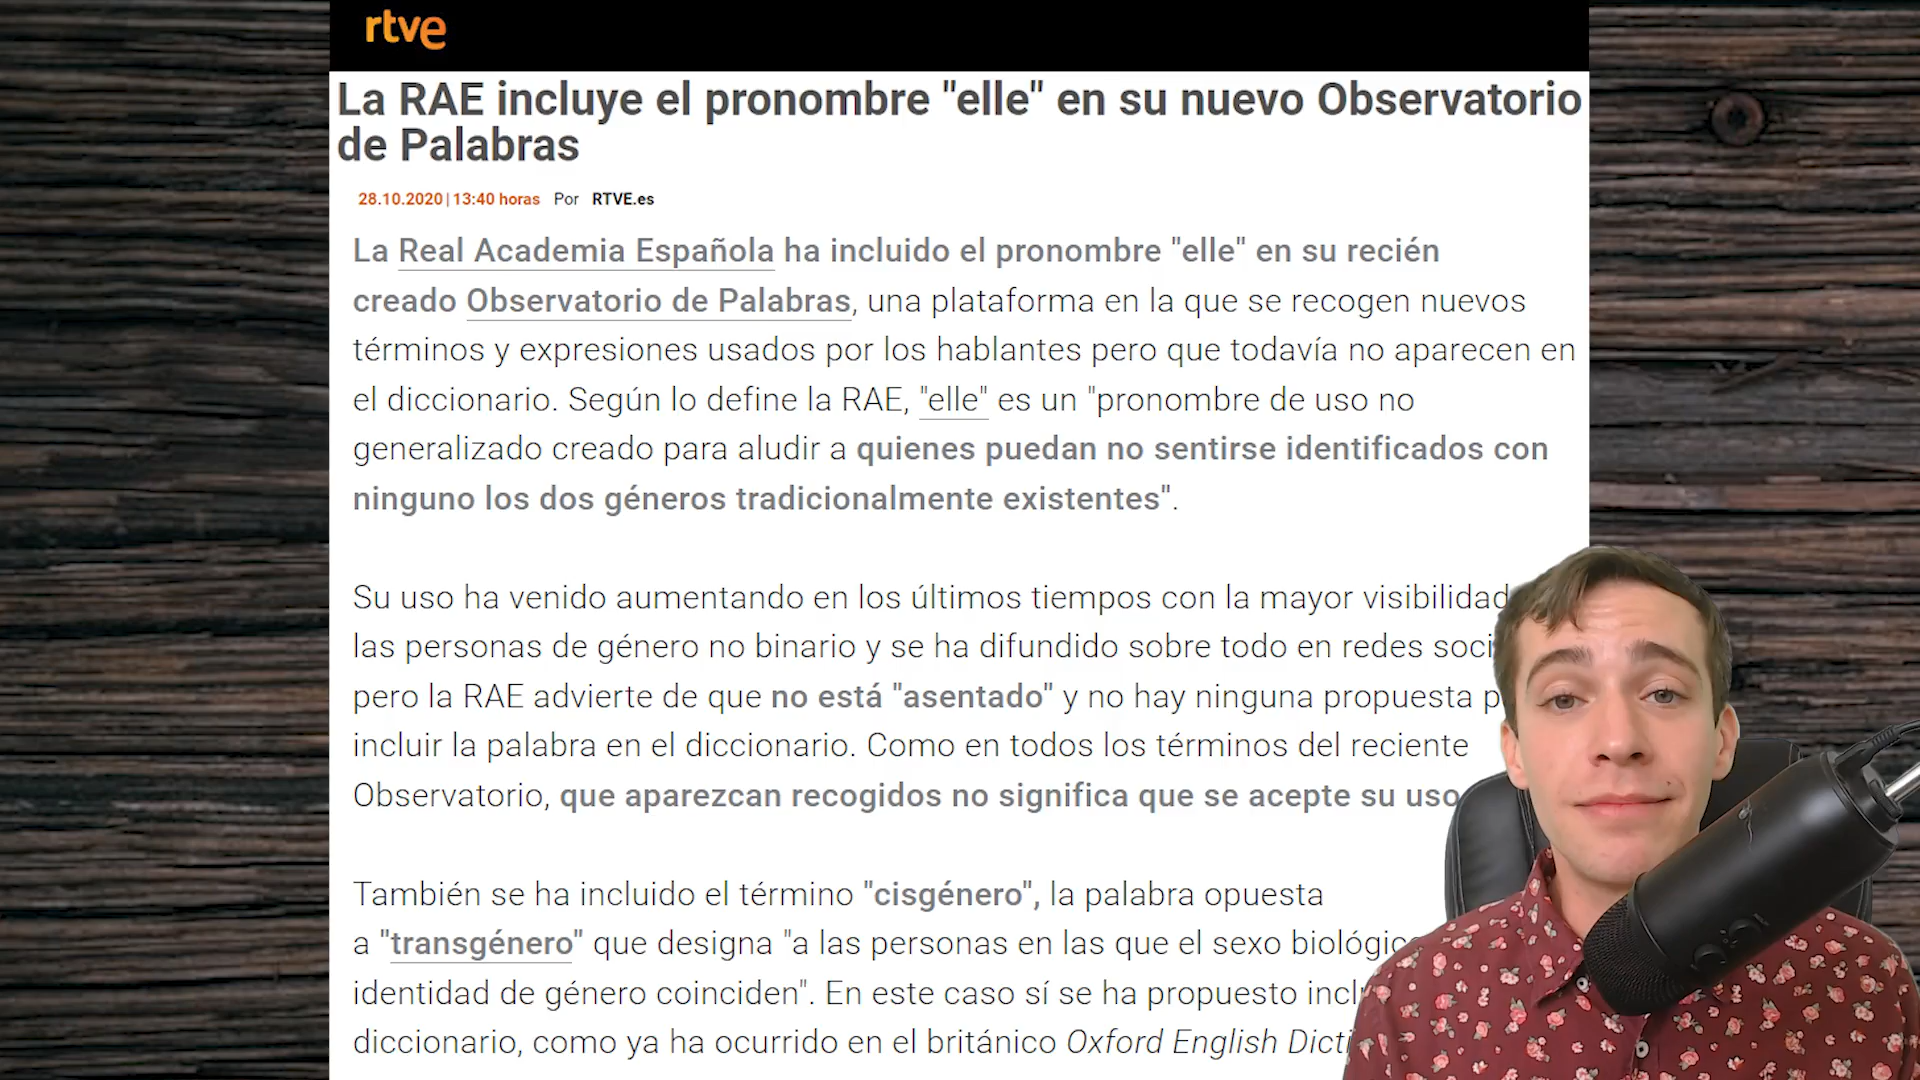 rtve
La RAE incluye el pronombre "elle" en su nuevo Observatorio
de Palabras
28.10.2020 | 13:40 horas Por RTVE.es
La Real Academia Española ha incluido el pronombre "elle" en su recién
creado Observatorio de Palabras, una plataforma en la que se recogen nuevos
términos y expresiones usados por los hablantes pero que todavía no aparecen en
el diccionario. Según lo define la RAE, "elle" es un "pronombre de uso no
generalizado creado para aludir a quienes puedan no sentirse identificados con
ninguno los dos géneros tradicionalmente existentes".
Su uso ha venido aumentando en los últimos tiempos con la mayor visibilidad
las personas de género no binario y se ha difundido sobre todo en redes
pero la RAE advierte de que no está "asentado" y no hay ninguna propuesta
incluir la palabra en el diccionario. Como en todos los términos del reciente
Observatorio, que aparezcan recogidos no significa que se acepte su uso
También se ha incluido el término "cisgénero", la palabra opuesta
a "transgénero" que designa "a las personas en las que el sexo
identidad de género coinciden". En este caso sí se ha propuesto
diccionario, como ya ha ocurrido en el británico Oxford English